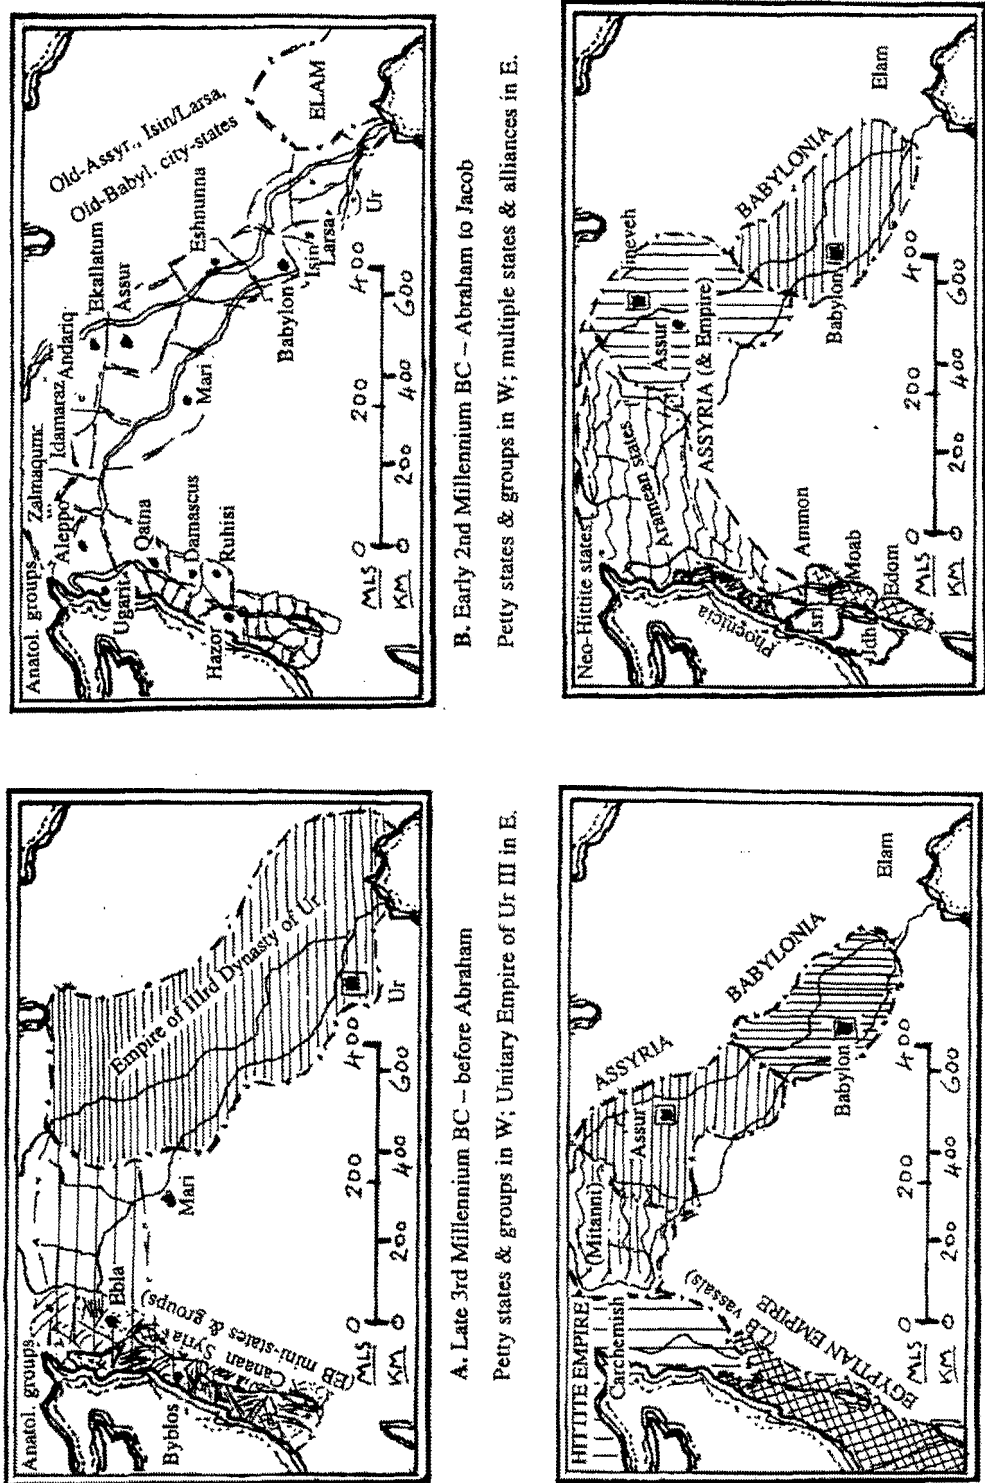 Anatol. groups
Ebla
Byblos
Canaan
Syria
(EB mini-states & groups)
Mari
Empire of IIIrd Dynasty of Ur
Ur
MLS 0 200 400
KM 0 200 400 600
A. Late 3rd Millennium BC – before Abraham
Petty states & groups in W; Unitary Empire of Ur III in E.
Anatol. groups
Zalmaqum
Idamaraz
Andariq
Ekallatum
Assur
Aleppo
Ugarit
Qatna
Damascus
Ruhisi
Hazor
Mari
Eshnunna
Babylon
Isin
Larsa
Ur
ELAM
Old-Assyr., Isin/Larsa,
Old-Babyl. city-states
MLS 0 200 400
KM 0 200 400 600
B. Early 2nd Millennium BC – Abraham to Jacob
Petty states & groups in W; multiple states & alliances in E.
HITTITE EMPIRE
Carchemish
(Mitanni)
ASSYRIA
Assur
BABYLONIA
Babylon
Elam
EGYPTIAN EMPIRE
(LB vassals)
MLS 0 200 400
KM 0 200 400 600
Neo-Hittite states
Aramean states
Nineveh
Assur
ASSYRIA (& Empire)
BABYLONIA
Babylon
Elam
Phoenicia
Isrl
Jdh
Ammon
Moab
Edom
MLS 0 200 400
KM 0 200 400 600